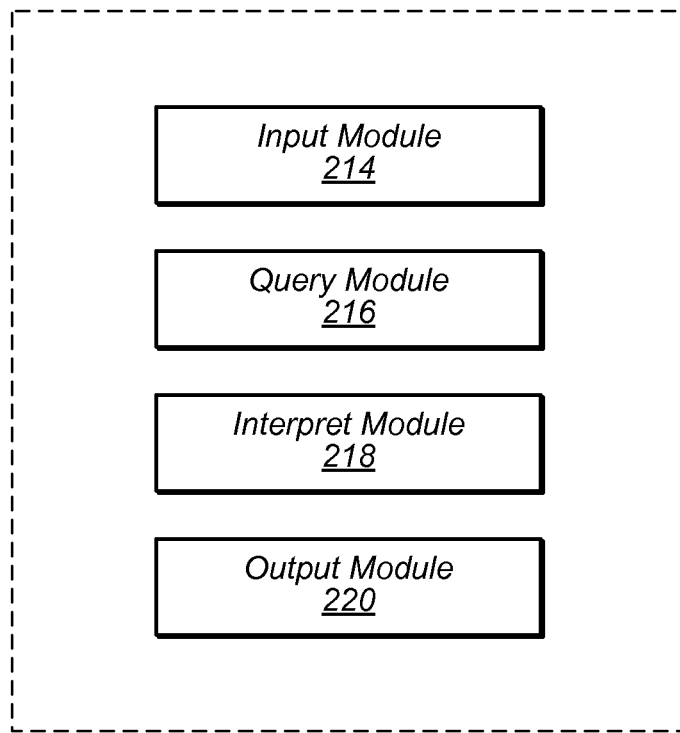 Input Module
214
Query Module
216
Interpret Module
218
Output Module
220